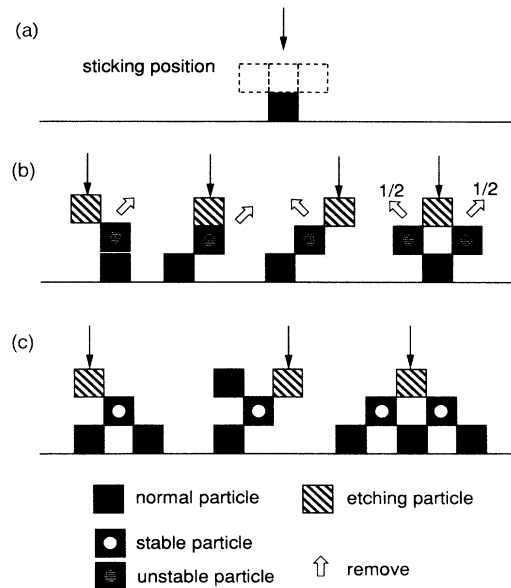 (a)
sticking position
(b)
1/2
1/2
(c)
normal particle
etching particle
stable particle
unstable particle
remove